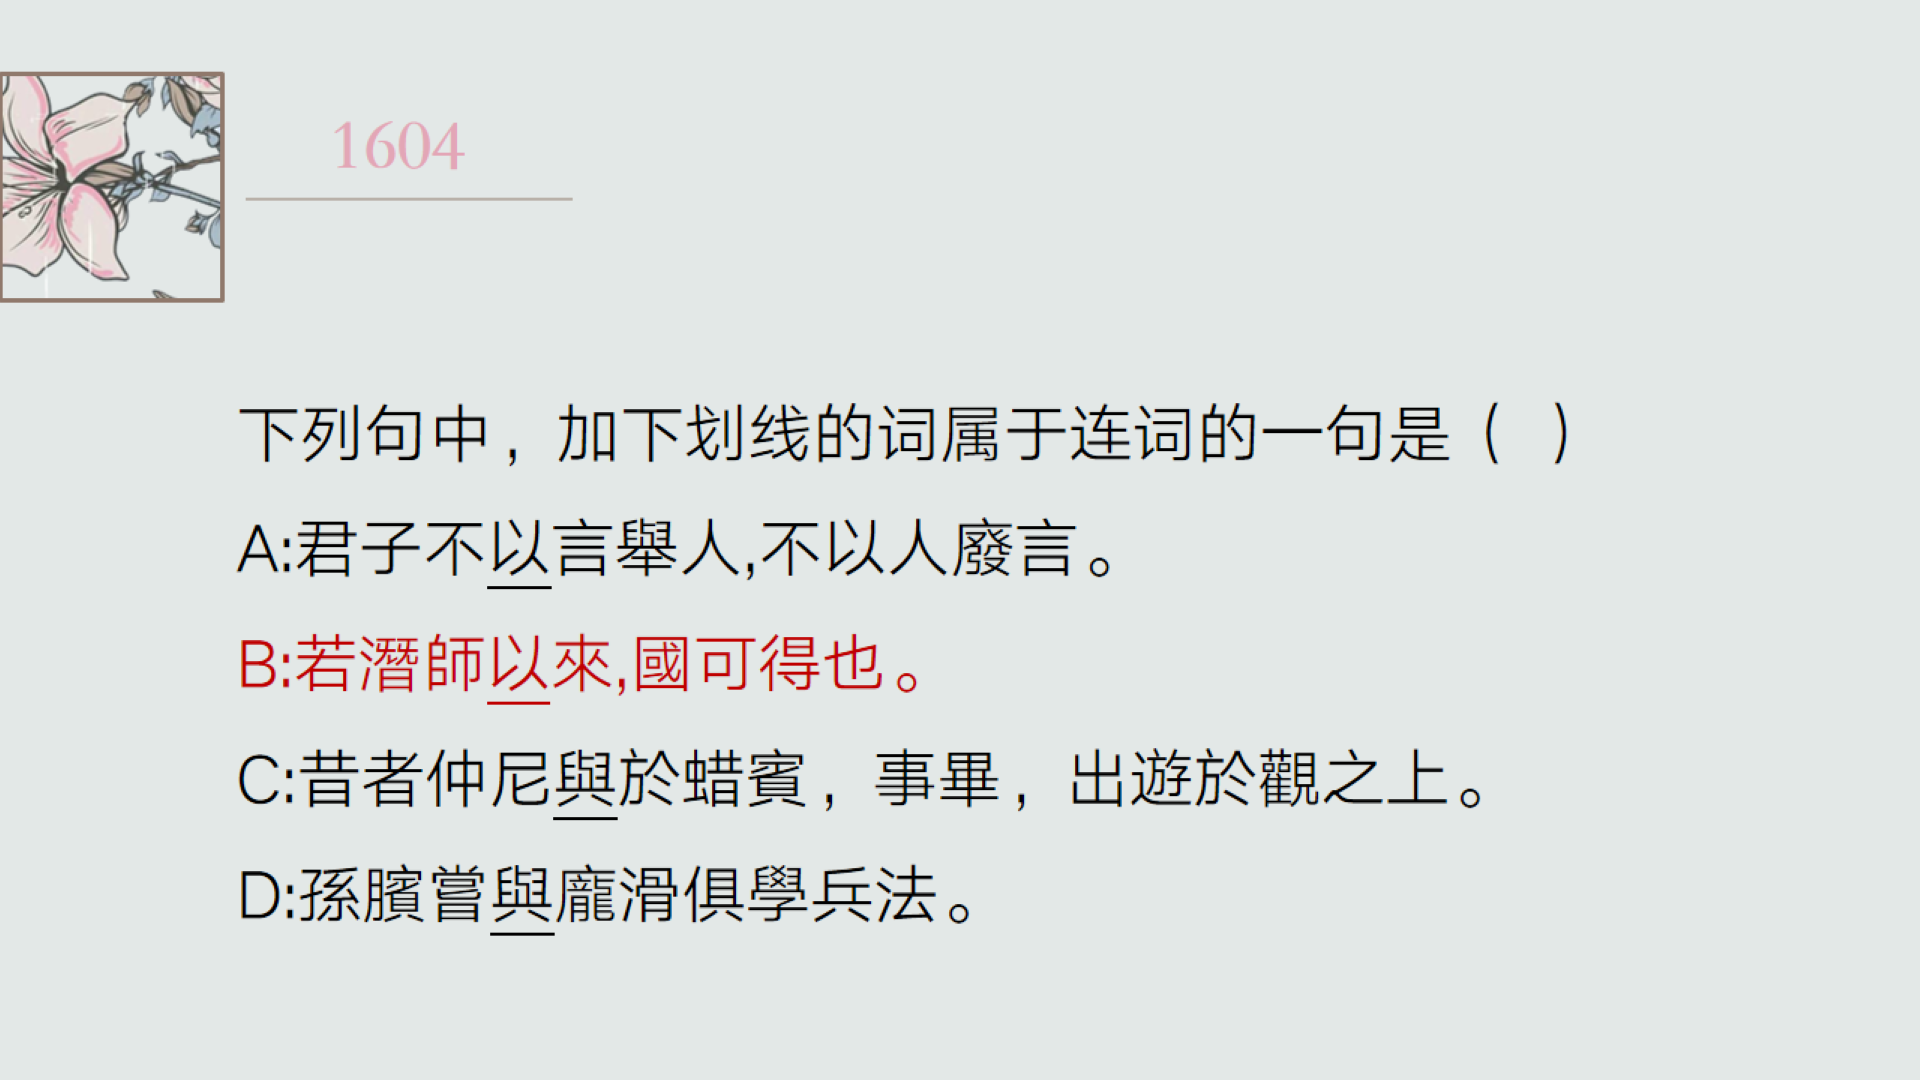 1604
下列句中，加下划线的词属于连词的一句是（ ）
A:君子不以言舉人,不以人廢言。
B:若潛師以來,國可得也。
C:昔者仲尼與於蜡賓，事畢，出遊於觀之上。
D:孫臏嘗與龐滑俱學兵法。